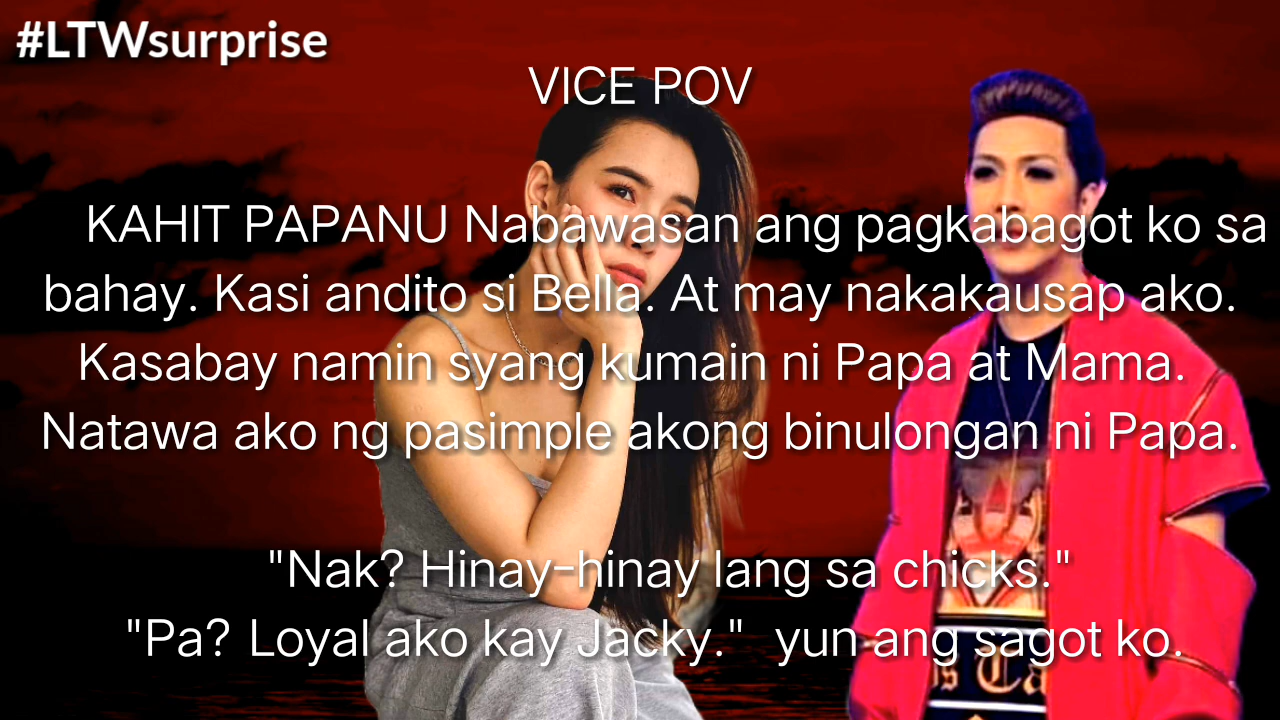 #LTWsurprise
VICE POV
KAHIT PAPANU Nabawasan ang pagkabagot ko sa
bahay. Kasi andito si Bella. At may nakakausap ako.
Kasabay namin syang kumain ni Papa at Mama.
Natawa ako ng pasimple akong binulongan ni Papa.
"Nak? Hinay-hinay lang sa chicks."
"Pa? Loyal ako kay Jacky." yun ang sagot ko.